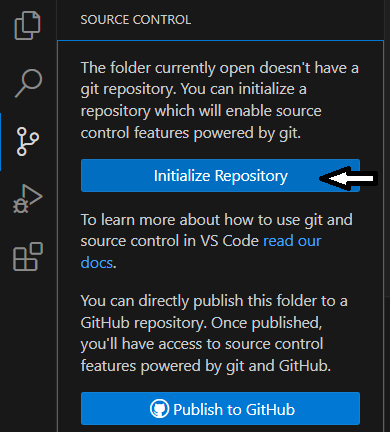 SOURCE CONTROL
The folder currently open doesn't have a
git repository. You can initialize a
repository which will enable source
control features powered by git.
Initialize Repository
To learn more about how to use git and
source control in VS Code read our
docs.
You can directly publish this folder to a
GitHub repository. Once published,
you'll have access to source control
features powered by git and GitHub.
Publish to GitHub